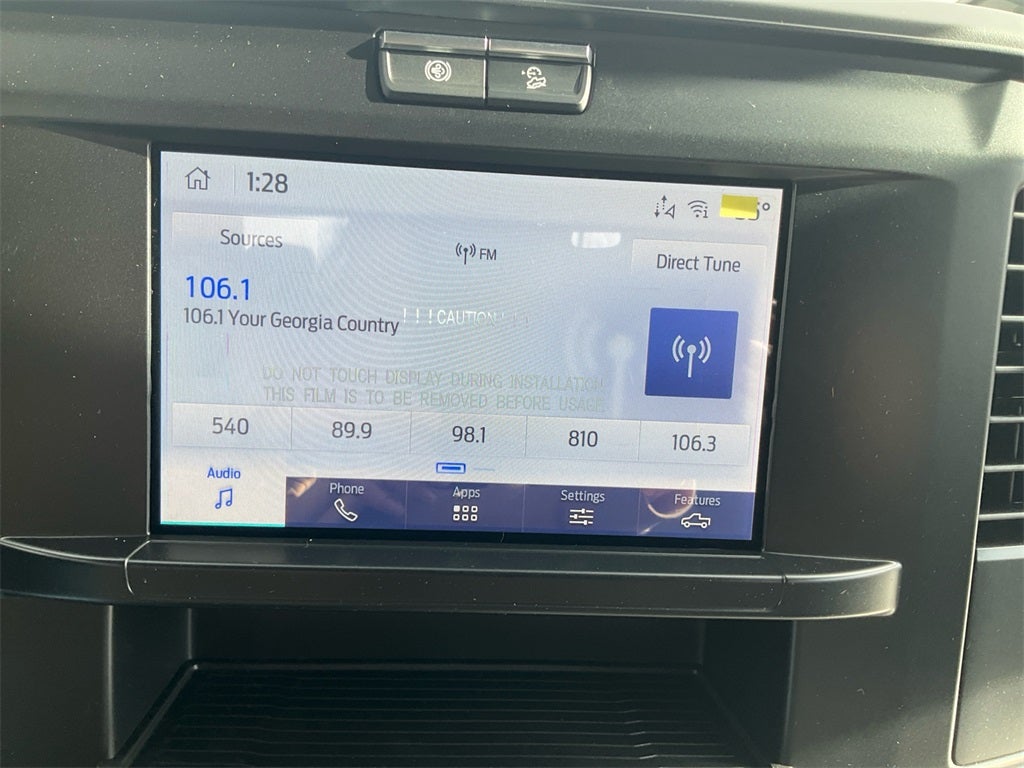 1:28
Sources
FM
Direct Tune
106.1
106.1 Your Georgia Country
! ! ! CAUTION ! ! !
DO NOT TOUCH DISPLAY DURING INSTALLATION
THIS FILM IS TO BE REMOVED BEFORE USAGE
540 89.9 98.1 810 106.3
Audio Phone Apps Settings Features